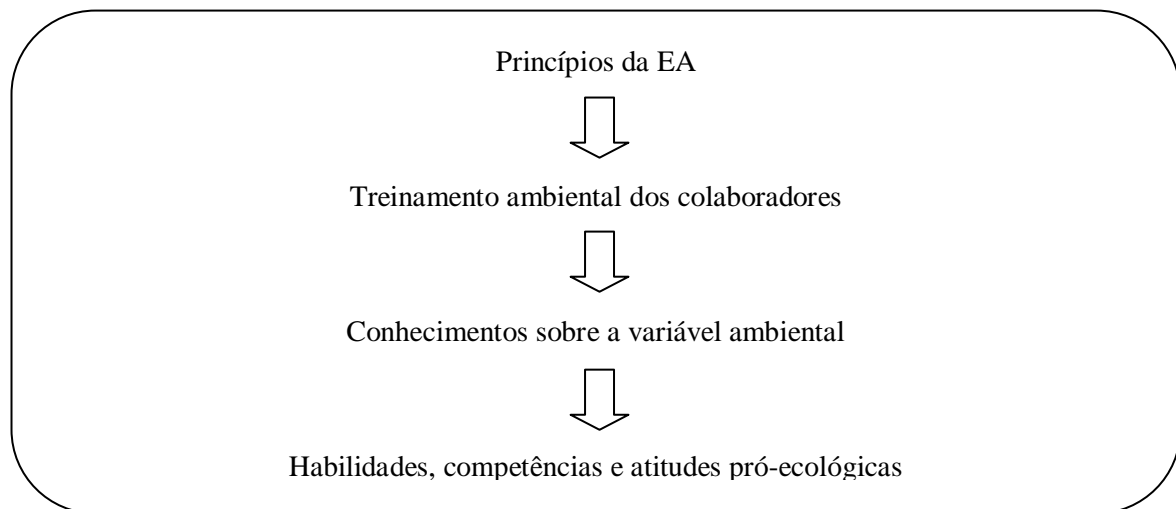 Princípios da EA
Treinamento ambiental dos colaboradores
Conhecimentos sobre a variável ambiental
Habilidades, competências e atitudes pró-ecológicas